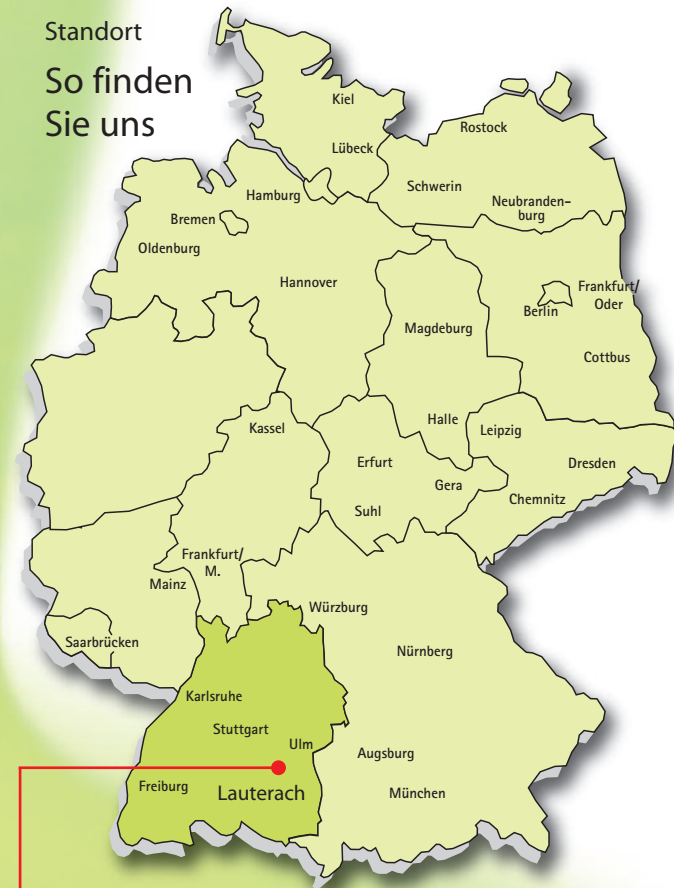 Standort
So finden
Sie uns
Kiel
Rostock
Lübeck
Schwerin
Hamburg
Neubranden-
burg
Bremen
Oldenburg
Hannover
Frankfurt/
Oder
Berlin
Magdeburg
Cottbus
Halle
Kassel
Leipzig
Erfurt
Dresden
Gera
Chemnitz
Suhl
Frankfurt/
M.
Mainz
Würzburg
Saarbrücken
Nürnberg
Karlsruhe
Stuttgart
Ulm
Augsburg
Freiburg
Lauterach
München